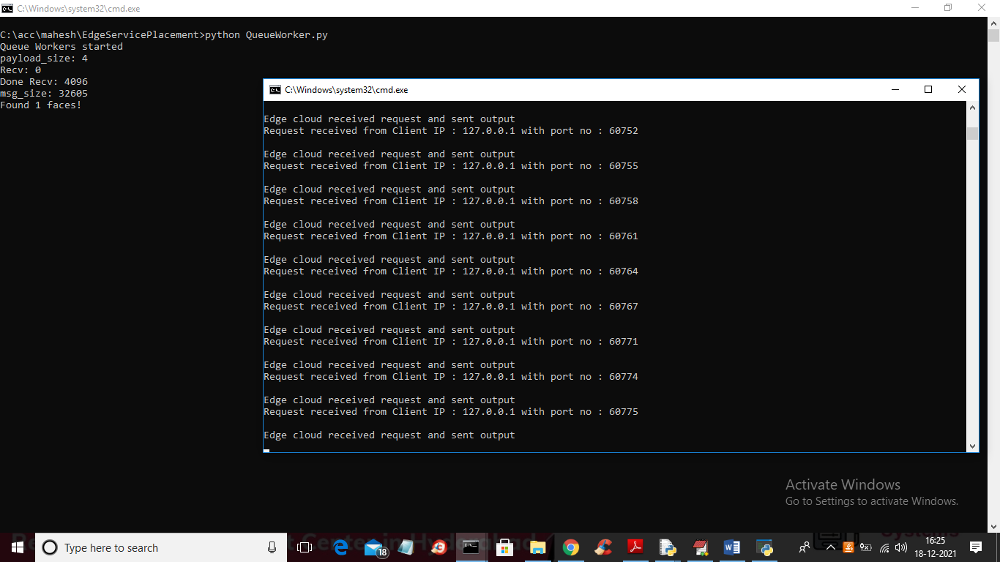 C:\Windows\system32\cmd.exe
C:\acc\mahesh\EdgeServicePlacement>python QueueWorker.py
Queue Workers started
payload_size: 4
Recv: 0
Done Recv: 4096
msg_size: 32605
Found 1 faces!
C:\Windows\system32\cmd.exe
Edge cloud received request and sent output
Request received from Client IP : 127.0.0.1 with port no : 60752
Edge cloud received request and sent output
Request received from Client IP : 127.0.0.1 with port no : 60755
Edge cloud received request and sent output
Request received from Client IP : 127.0.0.1 with port no : 60758
Edge cloud received request and sent output
Request received from Client IP : 127.0.0.1 with port no : 60761
Edge cloud received request and sent output
Request received from Client IP : 127.0.0.1 with port no : 60764
Edge cloud received request and sent output
Request received from Client IP : 127.0.0.1 with port no : 60767
Edge cloud received request and sent output
Request received from Client IP : 127.0.0.1 with port no : 60771
Edge cloud received request and sent output
Request received from Client IP : 127.0.0.1 with port no : 60774
Edge cloud received request and sent output
Request received from Client IP : 127.0.0.1 with port no : 60775
Edge cloud received request and sent output
Activate Windows
Go to Settings to activate Windows.
Type here to search
18
16:25
18-12-2021